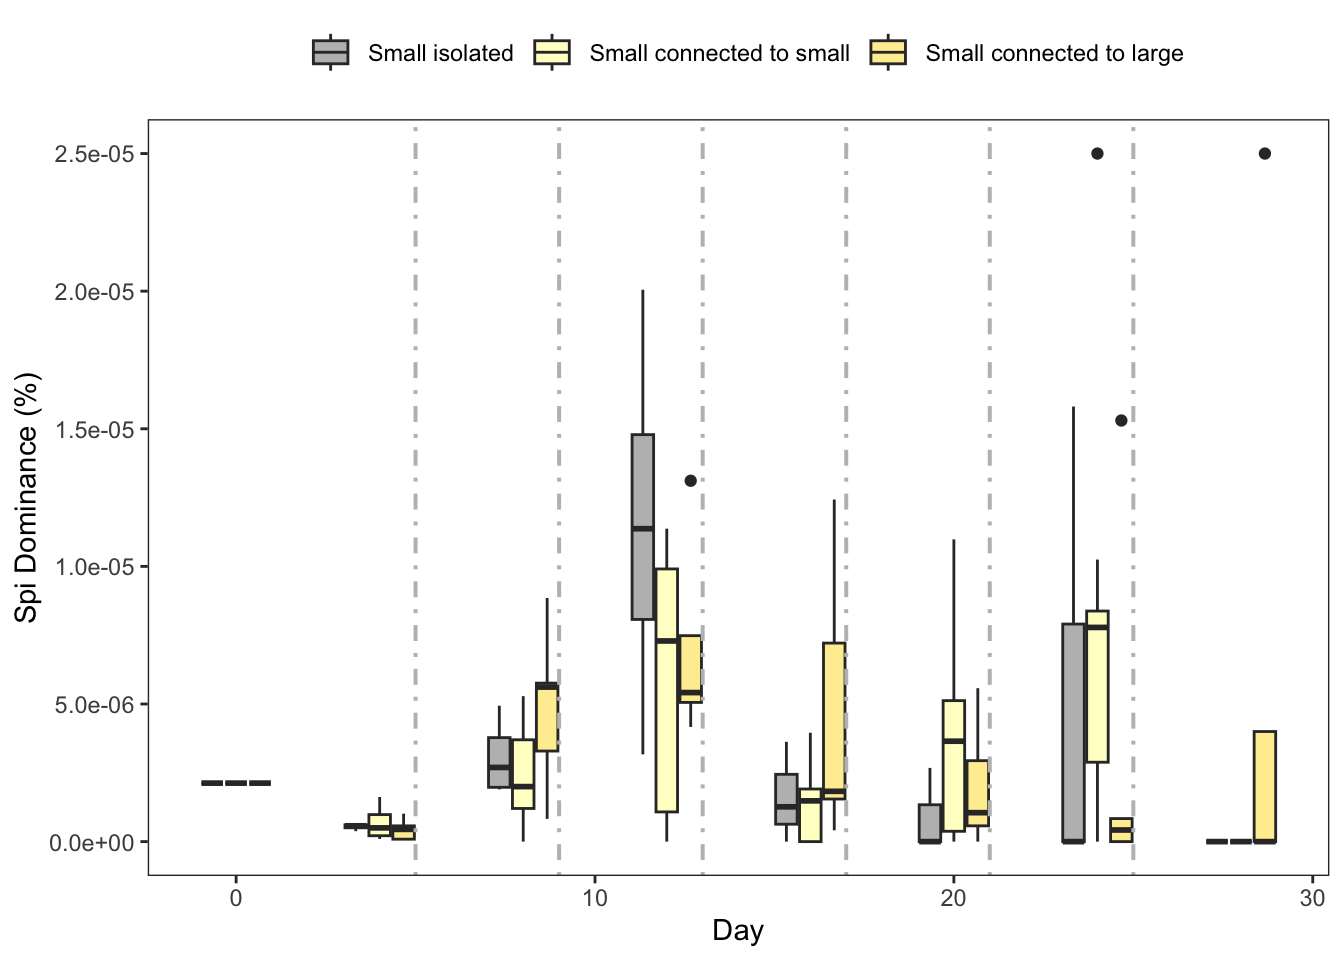 Small isolated Small connected to small Small connected to large
2.5e-05
2.0e-05
1.5e-05
1.0e-05
5.0e-06
0.0e+00
Spi Dominance (%)
0 10 20 30
Day